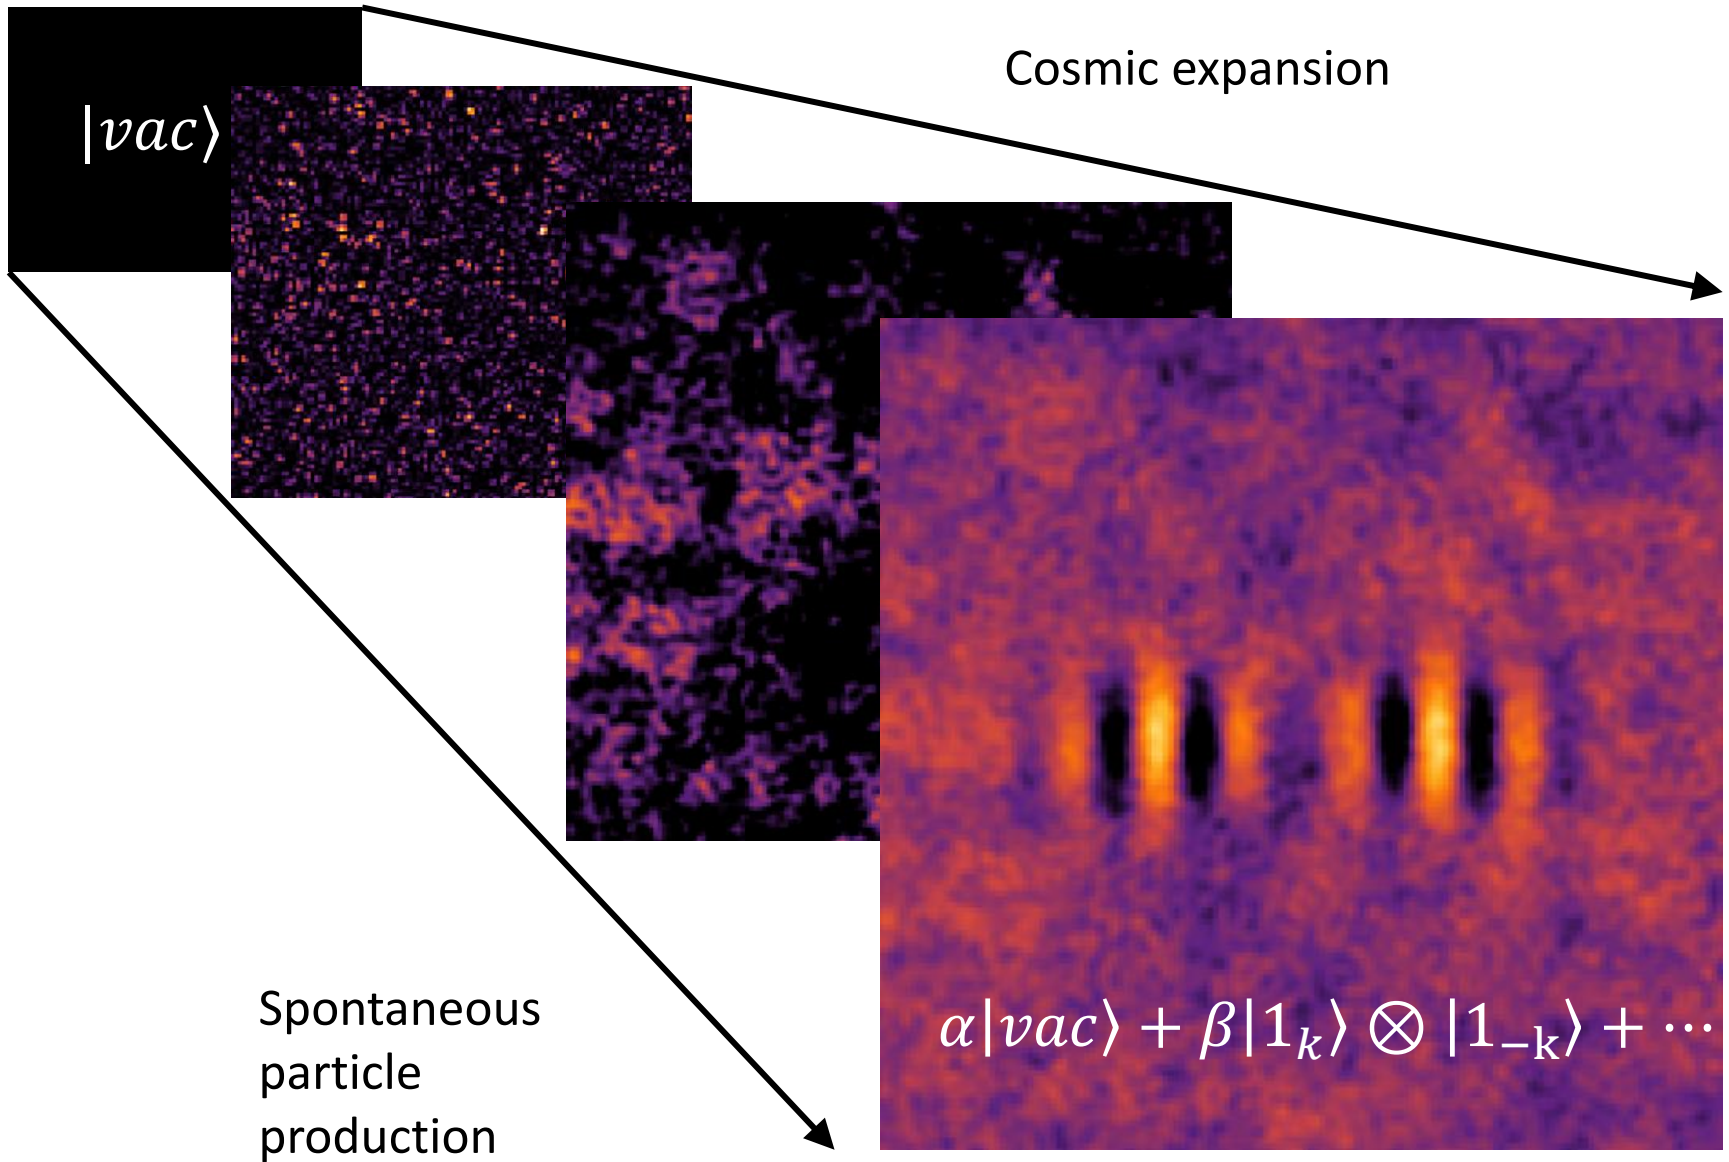 Cosmic expansion
|vac⟩
Spontaneous
particle
production
α|vac⟩ + β|1ₖ⟩ ⊗ |1₋ₖ⟩ + ⋯